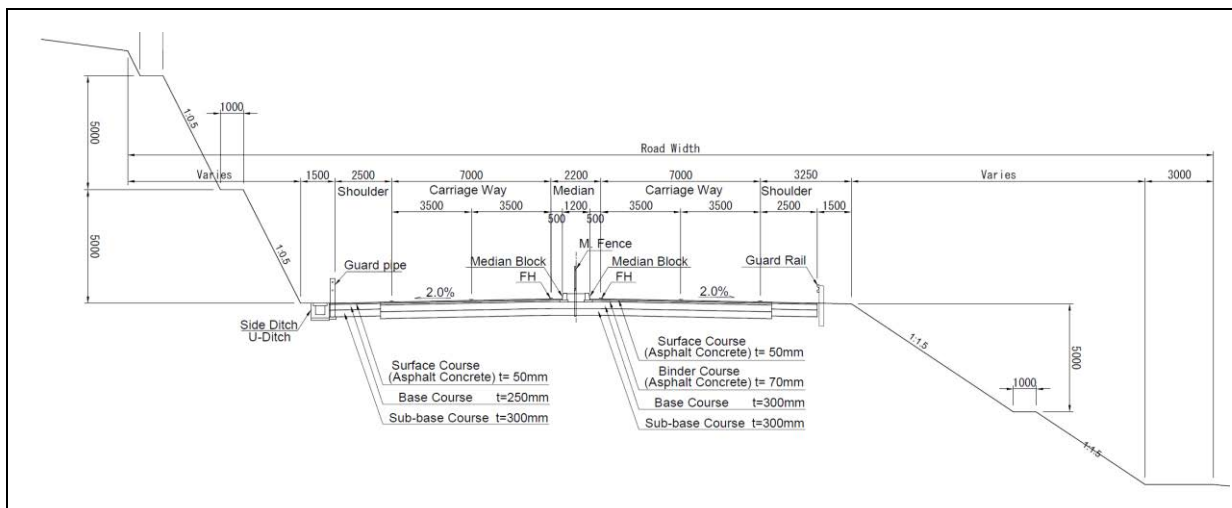 1:0.5
1000
5000
Road Width
Varies
1500
2500
7000
2200
7000
3250
Varies
3000
Shoulder
Carriage Way
Median
Carriage Way
Shoulder
3500
3500
1200
3500
3500
2500
1500
500
500
5000
1:0.5
M. Fence
Guard pipe
Median Block
Median Block
Guard Rail
FH
FH
2.0%
2.0%
Side Ditch
U-Ditch
Surface Course
(Asphalt Concrete) t= 50mm
Base Course t=250mm
Sub-base Course t=300mm
Surface Course
(Asphalt Concrete) t= 50mm
Binder Course
(Asphalt Concrete) t= 70mm
Base Course t=300mm
Sub-base Course t=300mm
1:1.5
5000
1000
1:1.5